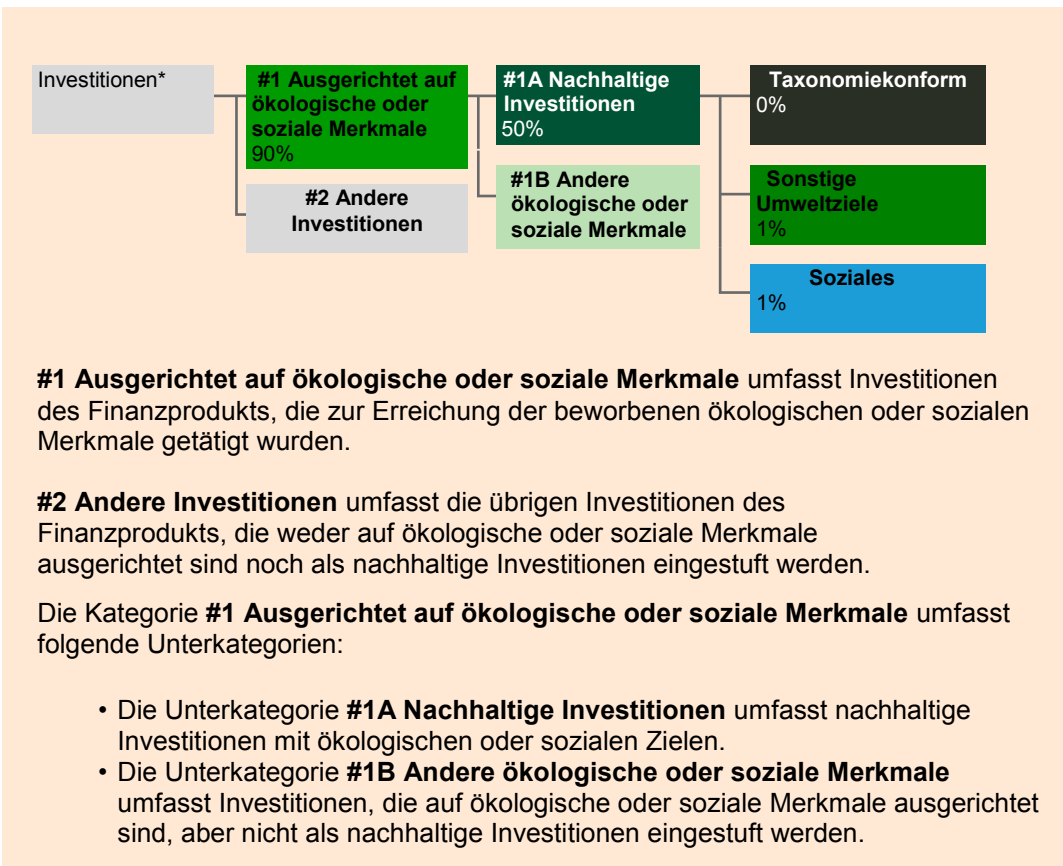 Investitionen*
#1 Ausgerichtet auf
ökologische oder
soziale Merkmale
90%
#2 Andere
Investitionen
#1A Nachhaltige
Investitionen
50%
#1B Andere
ökologische oder
soziale Merkmale
Taxonomiekonform
0%
Sonstige
Umweltziele
1%
Soziales
1%
#1 Ausgerichtet auf ökologische oder soziale Merkmale umfasst Investitionen
des Finanzprodukts, die zur Erreichung der beworbenen ökologischen oder sozialen
Merkmale getätigt wurden.
#2 Andere Investitionen umfasst die übrigen Investitionen des
Finanzprodukts, die weder auf ökologische oder soziale Merkmale
ausgerichtet sind noch als nachhaltige Investitionen eingestuft werden.
Die Kategorie #1 Ausgerichtet auf ökologische oder soziale Merkmale umfasst
folgende Unterkategorien:
• Die Unterkategorie #1A Nachhaltige Investitionen umfasst nachhaltige
Investitionen mit ökologischen oder sozialen Zielen.
• Die Unterkategorie #1B Andere ökologische oder soziale Merkmale
umfasst Investitionen, die auf ökologische oder soziale Merkmale ausgerichtet
sind, aber nicht als nachhaltige Investitionen eingestuft werden.